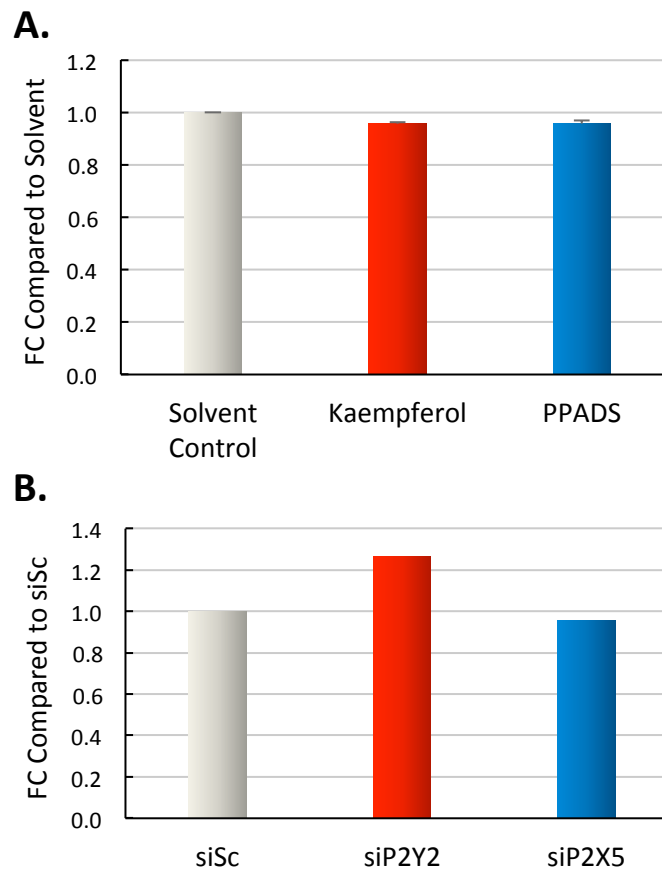 A.
FC Compared to Solvent
1.2
1.0
0.8
0.6
0.4
0.2
0.0
Solvent
Control
Kaempferol
PPADS
B.
FC Compared to siSc
1.4
1.2
1.0
0.8
0.6
0.4
0.2
0.0
siSc
siP2Y2
siP2X5